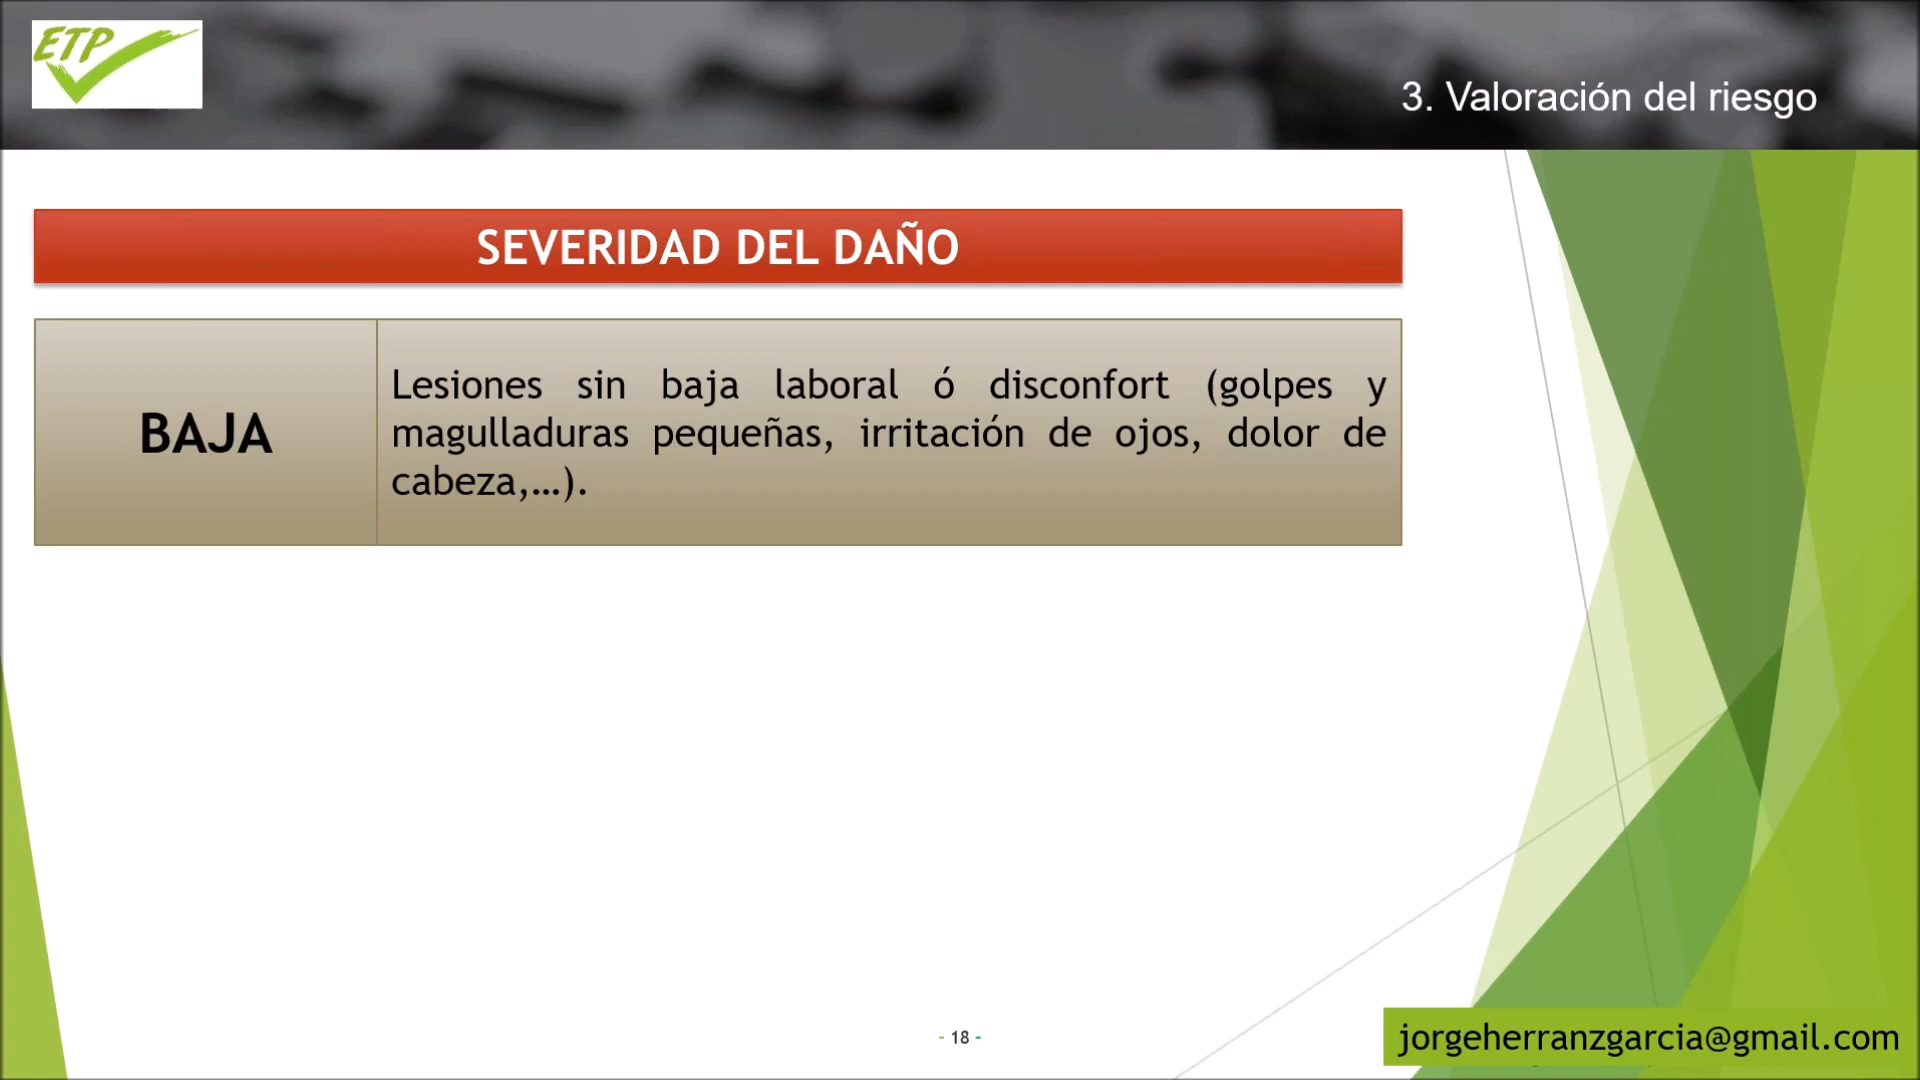 ETP
3. Valoración del riesgo
SEVERIDAD DEL DAÑO
BAJA
Lesiones sin baja laboral ó disconfort (golpes y
magulladuras pequeñas, irritación de ojos, dolor de
cabeza,...).
- 18 -
jorgeherranzgarcia@gmail.com